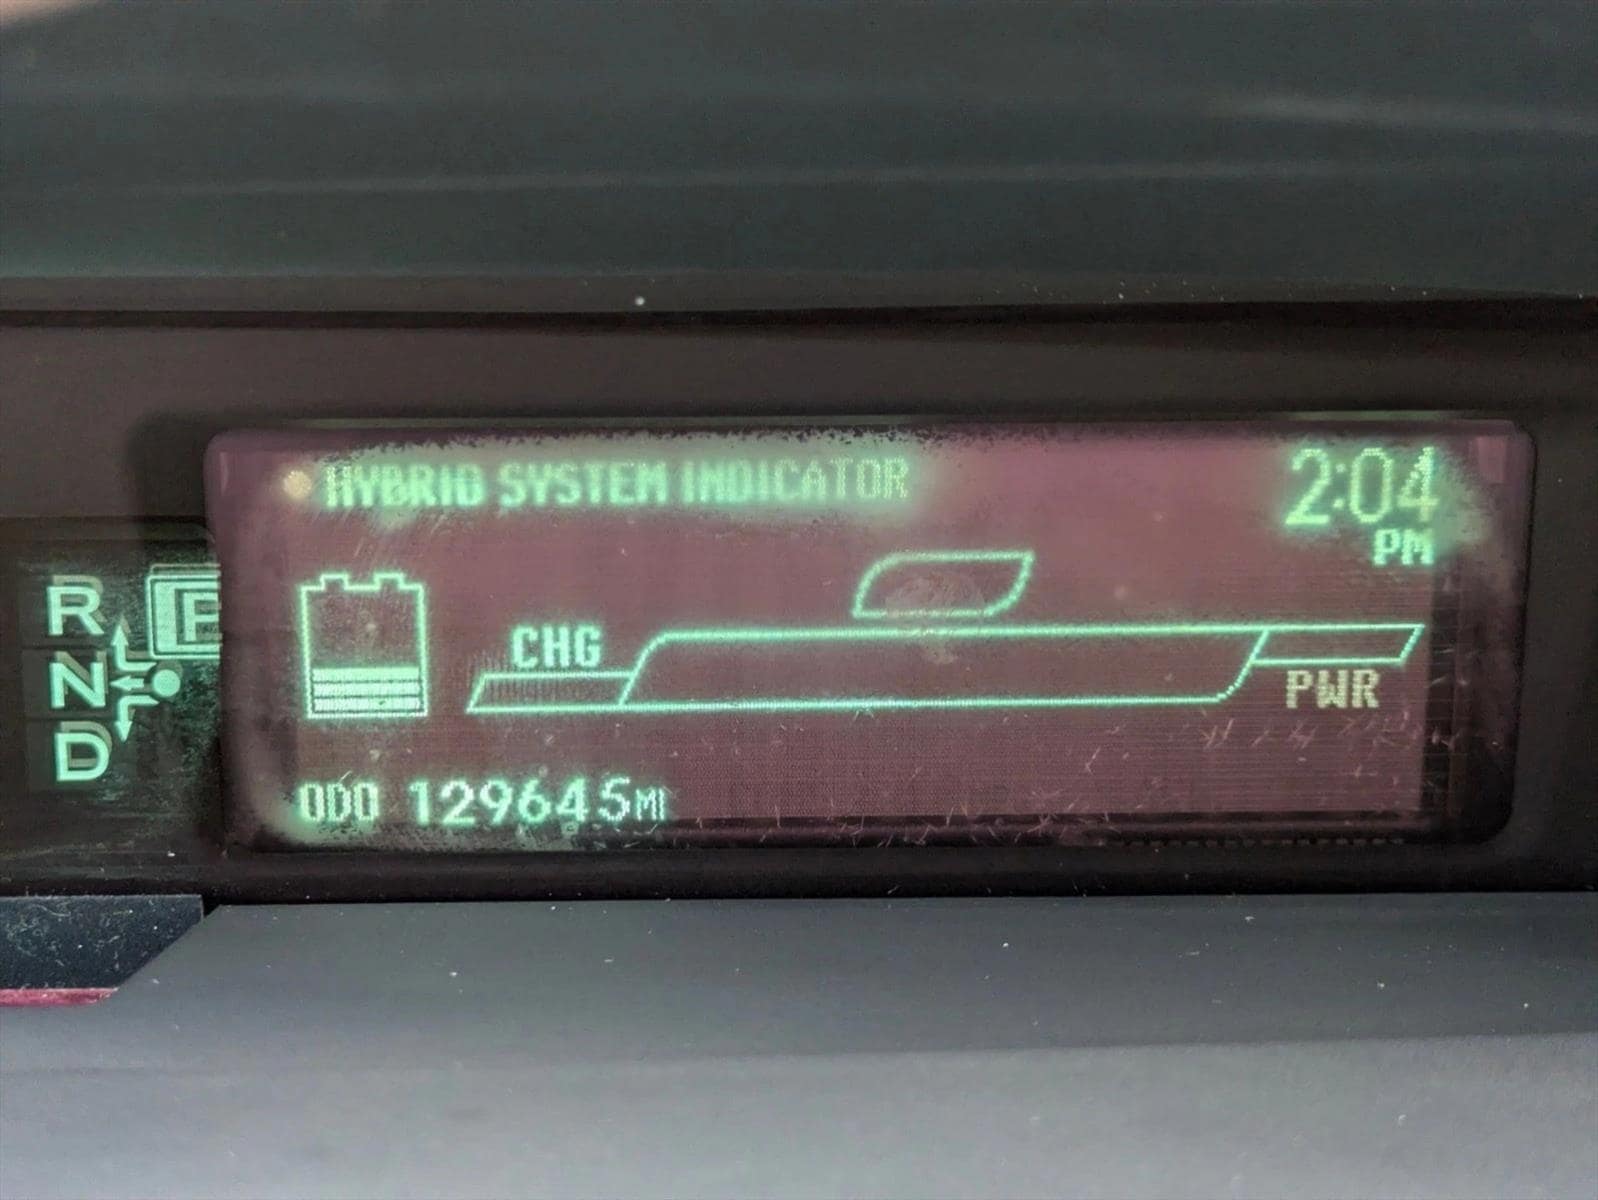 HYBRID SYSTEM INDICATOR
2:04
PM
R
P
N
D
CHG
PWR
ODO 129645MI